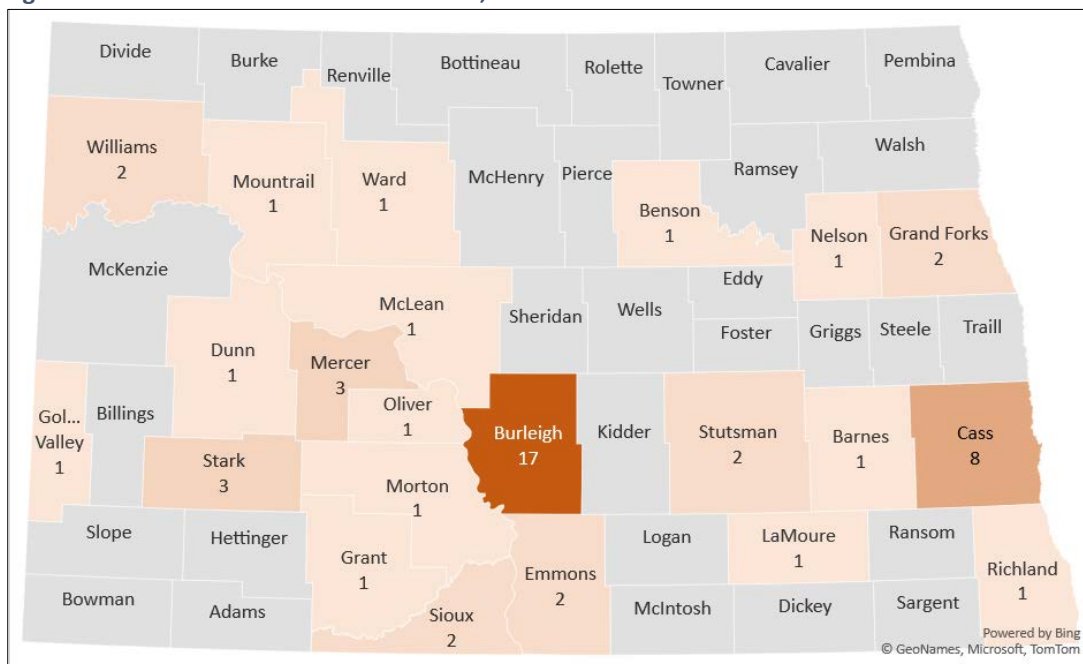 Divide
Burke
Renville
Bottineau
Rolette
Towner
Cavalier
Pembina
Williams
2
Mountrail
1
Ward
1
McHenry
Pierce
Benson
1
Ramsey
Walsh
Nelson
1
Grand Forks
2
McKenzie
Dunn
1
McLean
1
Mercer
3
Oliver
1
Sheridan
Wells
Eddy
Foster
Griggs
Steele
Traill
Gol...
Valley
1
Billings
Stark
3
Morton
1
Burleigh
17
Kidder
Stutsman
2
Barnes
1
Cass
8
Slope
Hettinger
Grant
1
Emmons
2
Logan
LaMoure
1
Ransom
Richland
1
Bowman
Adams
Sioux
2
McIntosh
Dickey
Sargent
Powered by Bing
© GeoNames, Microsoft, TomTom